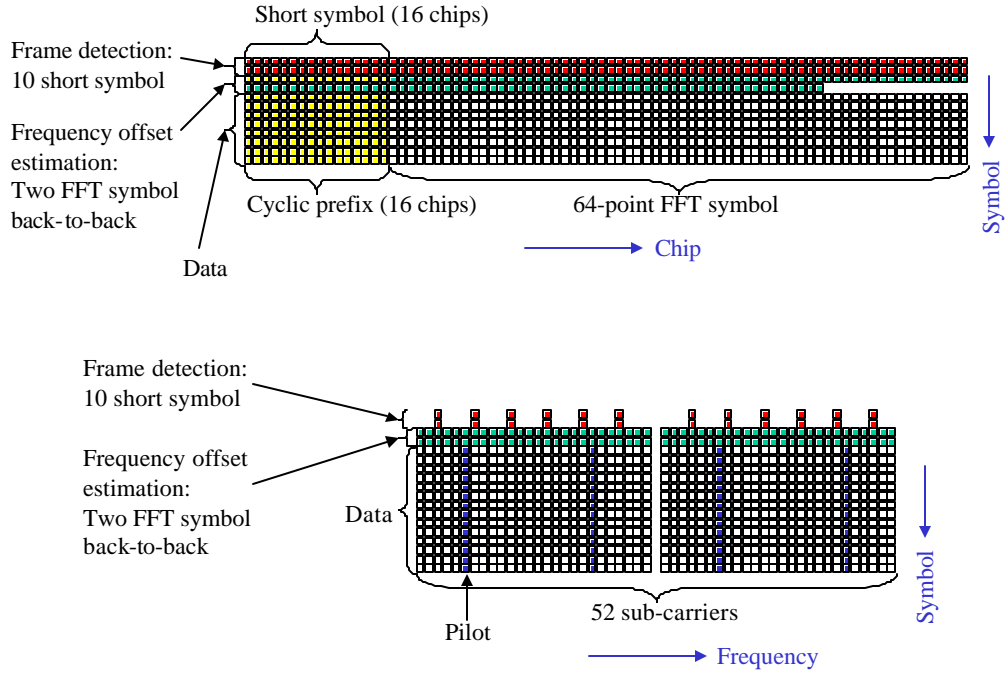 Short symbol (16 chips)
Frame detection:
10 short symbol
Frequency offset
estimation:
Two FFT symbol
back-to-back
Cyclic prefix (16 chips)
64-point FFT symbol
Symbol
Chip
Data
Frame detection:
10 short symbol
Frequency offset
estimation:
Two FFT symbol
back-to-back
Data
Symbol
52 sub-carriers
Pilot
Frequency